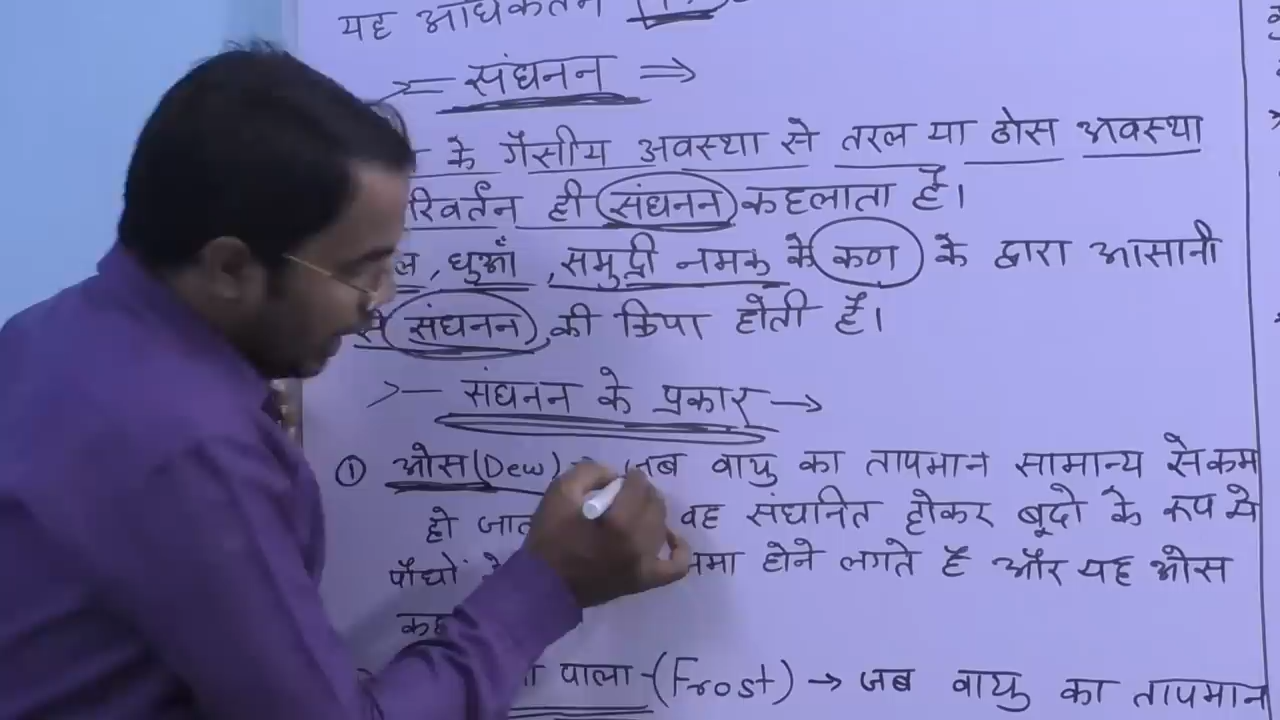 यह अधिकतम
>— संघनन ⇒
के गैसीय अवस्था से तरल या ठोस अवस्था
रिवर्तन ही संघनन कहलाता है।
ल, धुआँ, समुद्री नमक के कण के द्वारा आसानी
से संघनन की क्रिया होती है।
>— संघनन के प्रकार →
① ओस (Dew) → जब वायु का तापमान सामान्य से कम
हो जात वह संघनित होकर बूदो के रूप मे
पौधों जमा होने लगते है और यह ओस
कह
पाला - (Frost) → जब वायु का तापमान